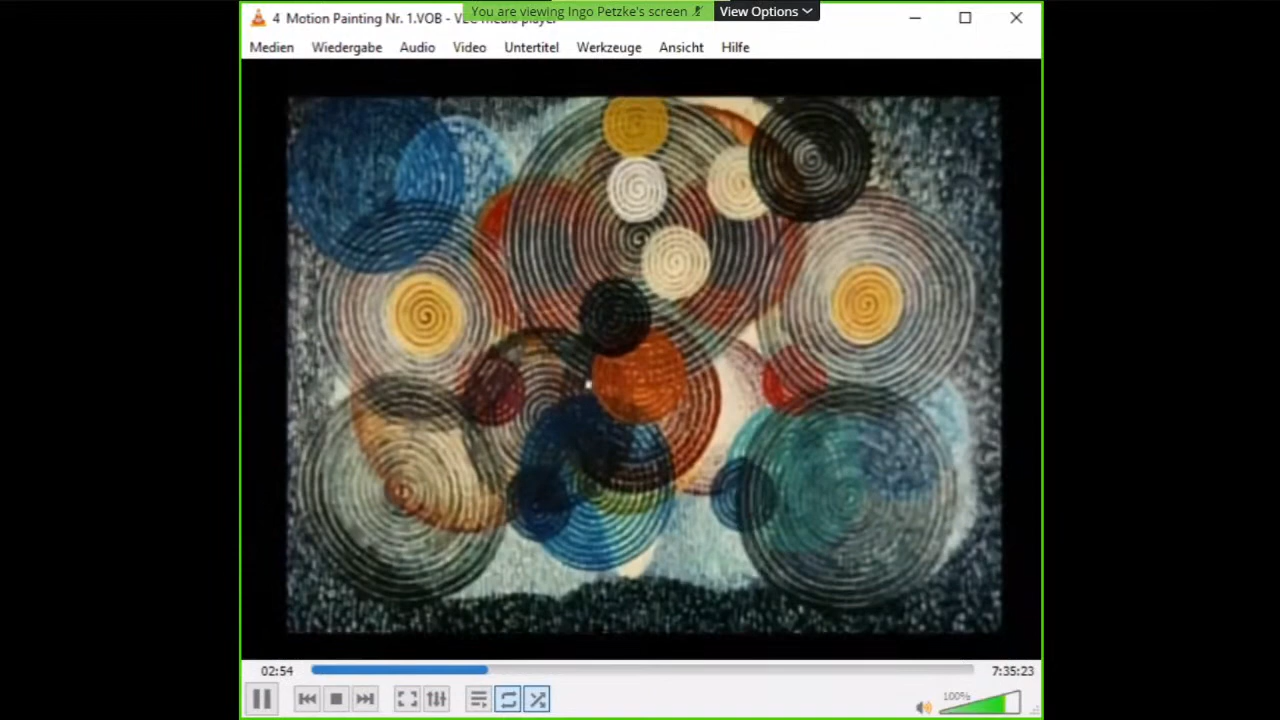 You are viewing Ingo Petzke's screen
View Options
4 Motion Painting Nr. 1.VOB -
Medien Wiedergabe Audio Video Untertitel Werkzeuge Ansicht Hilfe
02:54
7:35:23
100%